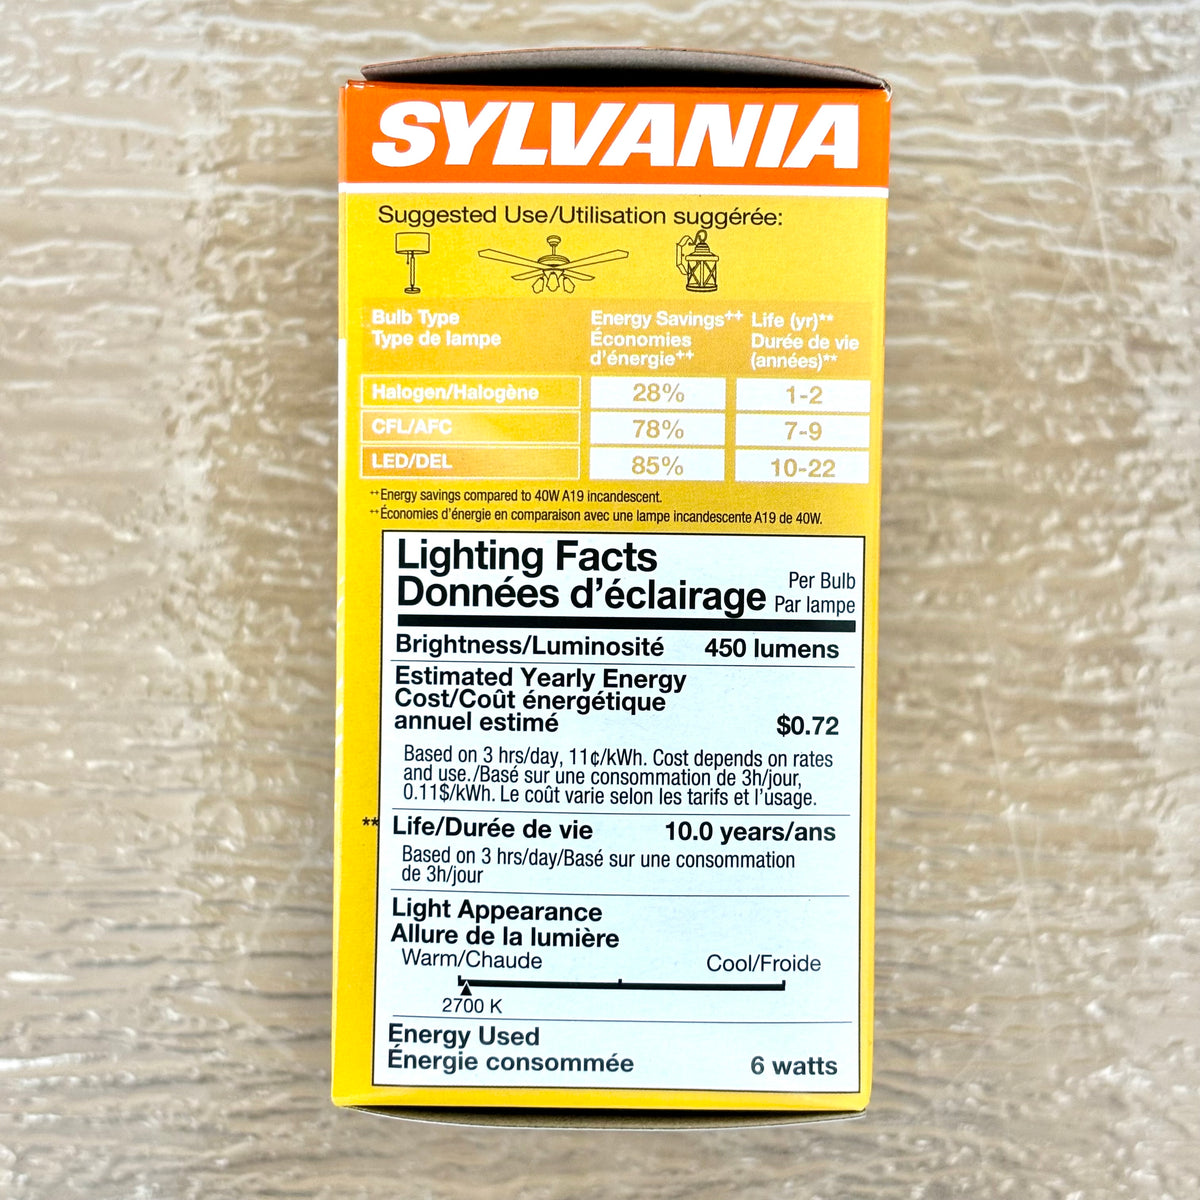 SYLVANIA
Suggested Use/Utilisation suggérée:
Bulb Type
Type de lampe
Energy Savings++
Économies
d'énergie++
Life (yr)**
Durée de vie
(années)**
Halogen/Halogène 28% 1-2
CFL/AFC 78% 7-9
LED/DEL 85% 10-22
++Energy savings compared to 40W A19 incandescent.
++Économies d'énergie en comparaison avec une lampe incandescente A19 de 40W.
Lighting Facts
Données d'éclairage
Per Bulb
Par lampe
Brightness/Luminosité 450 lumens
Estimated Yearly Energy
Cost/Coût énergétique
annuel estimé $0.72
Based on 3 hrs/day, 11¢/kWh. Cost depends on rates
and use./Basé sur une consommation de 3h/jour,
0.11$/kWh. Le coût varie selon les tarifs et l'usage.
** Life/Durée de vie 10.0 years/ans
Based on 3 hrs/day/Basé sur une consommation
de 3h/jour
Light Appearance
Allure de la lumière
Warm/Chaude Cool/Froide
2700 K
Energy Used
Énergie consommée 6 watts